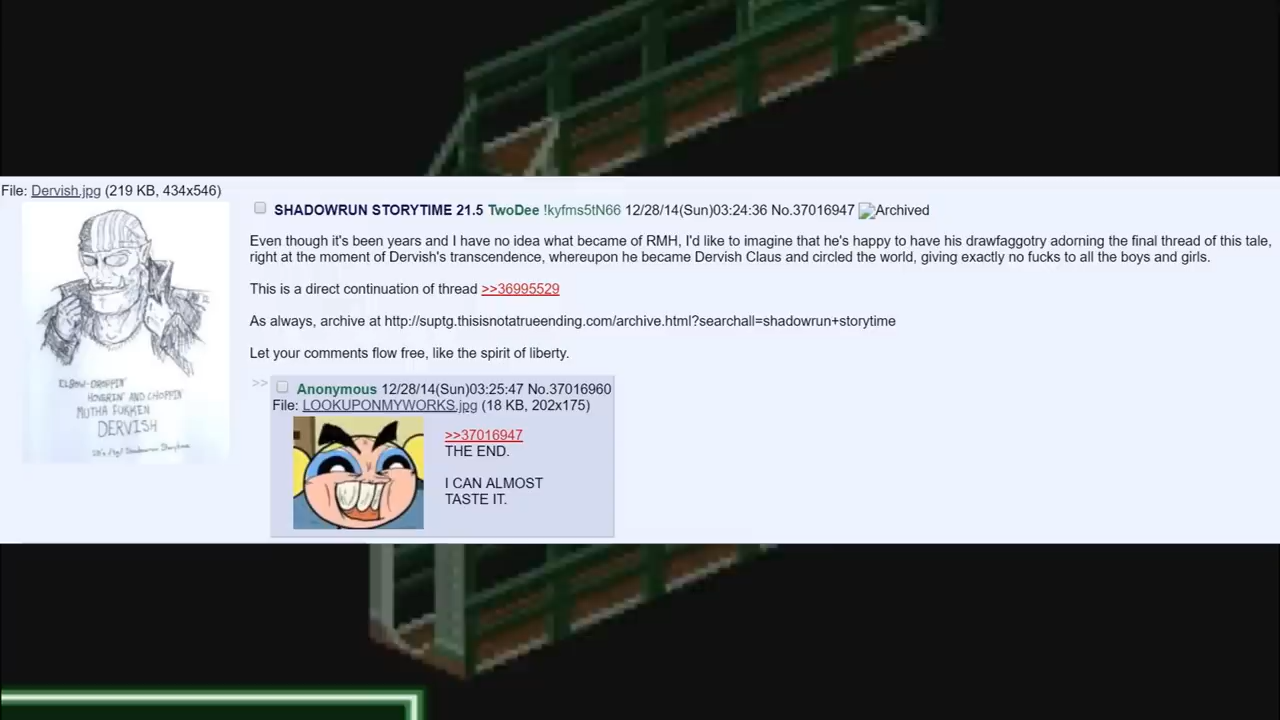 File: Dervish.jpg (219 KB, 434x546)
SHADOWRUN STORYTIME 21.5 TwoDee !kyfms5tN66 12/28/14(Sun)03:24:36 No.37016947 Archived
Even though it's been years and I have no idea what became of RMH, I'd like to imagine that he's happy to have his drawfaggotry adorning the final thread of this tale,
right at the moment of Dervish's transcendence, whereupon he became Dervish Claus and circled the world, giving exactly no fucks to all the boys and girls.
This is a direct continuation of thread >>36995529
As always, archive at http://suptg.thisisnotatrueending.com/archive.html?searchall=shadowrun+storytime
Let your comments flow free, like the spirit of liberty.
ELBOW-DROPPIN'
HOVERIN' AND CHOPPIN'
MUTHA FUKKEN
DERVISH
Shadowrun Storytime
>> Anonymous 12/28/14(Sun)03:25:47 No.37016960
File: LOOKUPONMYWORKS.jpg (18 KB, 202x175)
>>37016947
THE END.
I CAN ALMOST
TASTE IT.